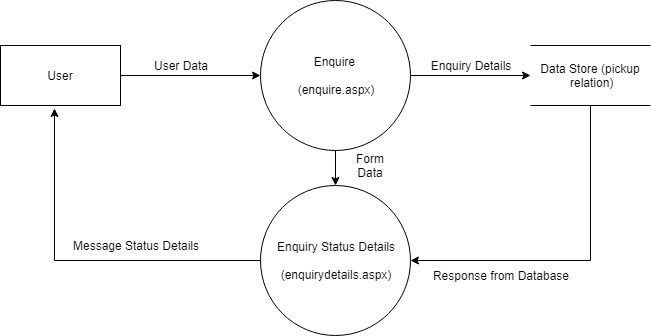 User
User Data
Enquire
(enquire.aspx)
Enquiry Details
Data Store (pickup
relation)
Form
Data
Enquiry Status Details
(enquirydetails.aspx)
Message Status Details
Response from Database